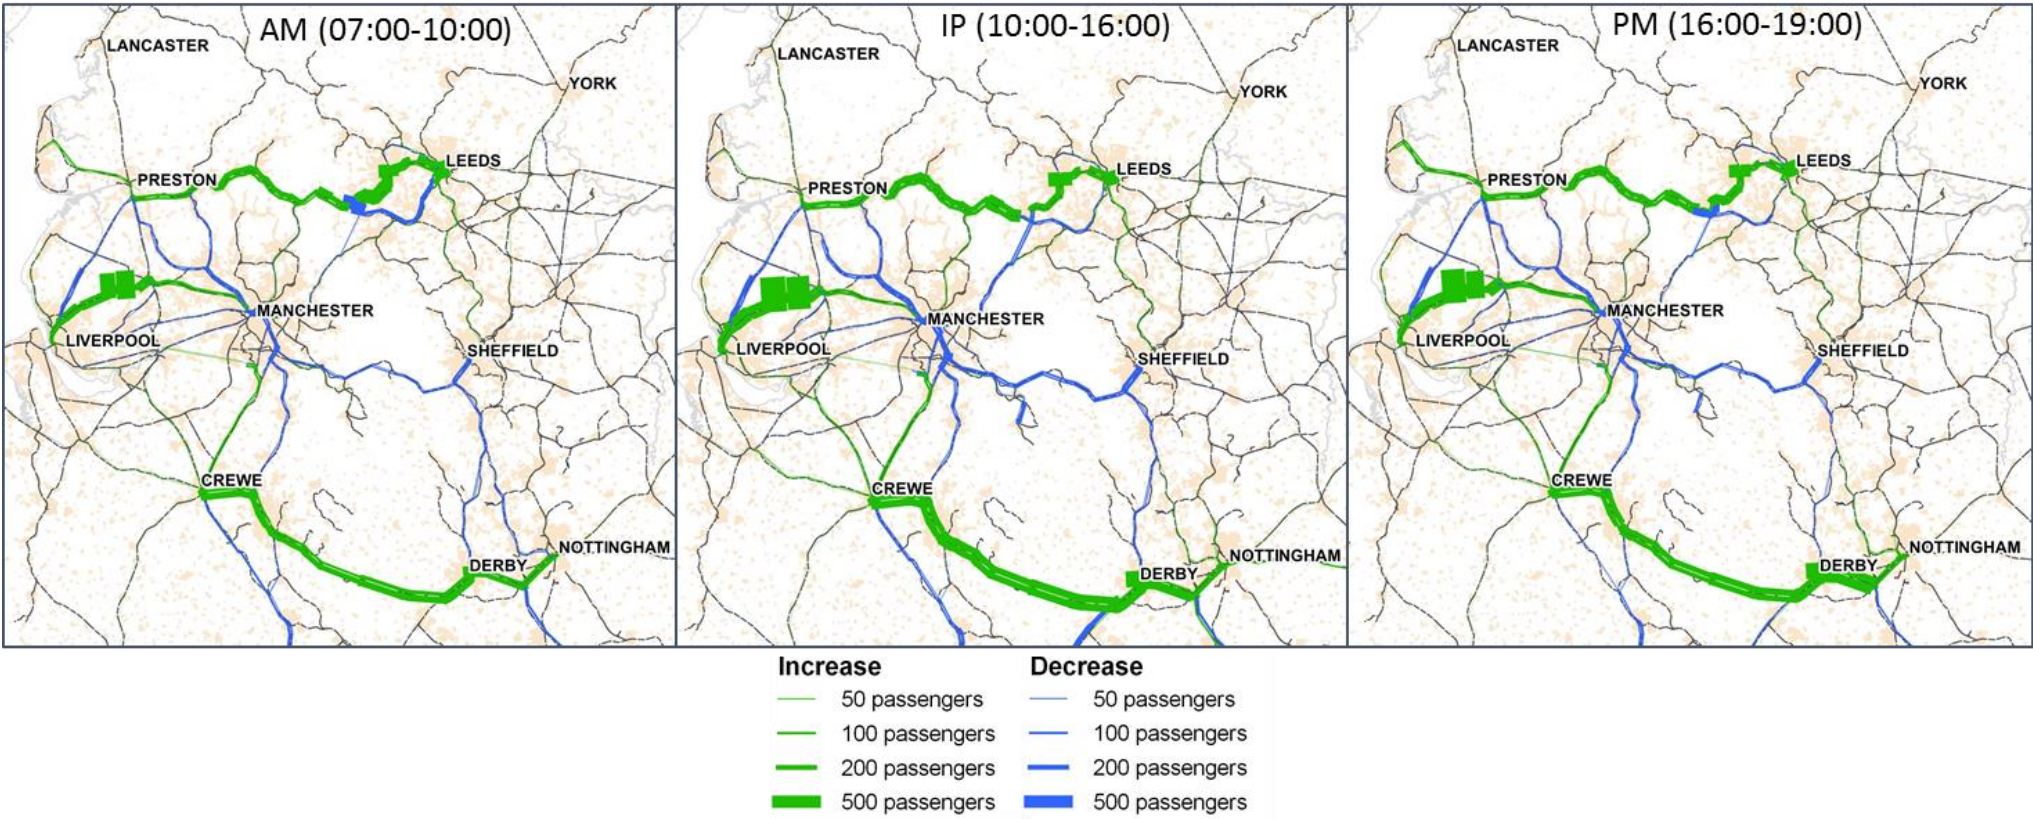 AM (07:00-10:00)
LANCASTER
YORK
LEEDS
PRESTON
MANCHESTER
LIVERPOOL
SHEFFIELD
CREWE
NOTTINGHAM
DERBY
IP (10:00-16:00)
LANCASTER
YORK
LEEDS
PRESTON
MANCHESTER
LIVERPOOL
SHEFFIELD
CREWE
NOTTINGHAM
DERBY
PM (16:00-19:00)
LANCASTER
YORK
LEEDS
PRESTON
MANCHESTER
LIVERPOOL
SHEFFIELD
CREWE
NOTTINGHAM
DERBY
Increase
50 passengers
100 passengers
200 passengers
500 passengers
Decrease
50 passengers
100 passengers
200 passengers
500 passengers